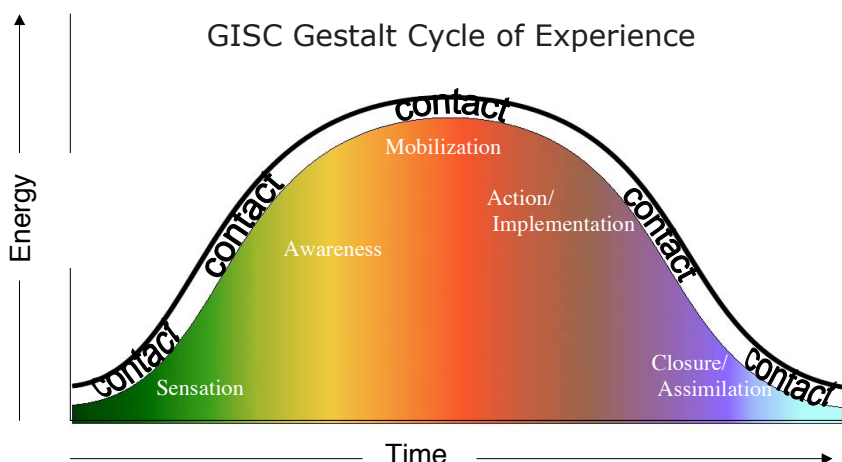 GISC Gestalt Cycle of Experience
Energy
contact
contact
contact
contact
contact
Mobilization
Action/
Implementation
Awareness
Sensation
Closure/
Assimilation
Time